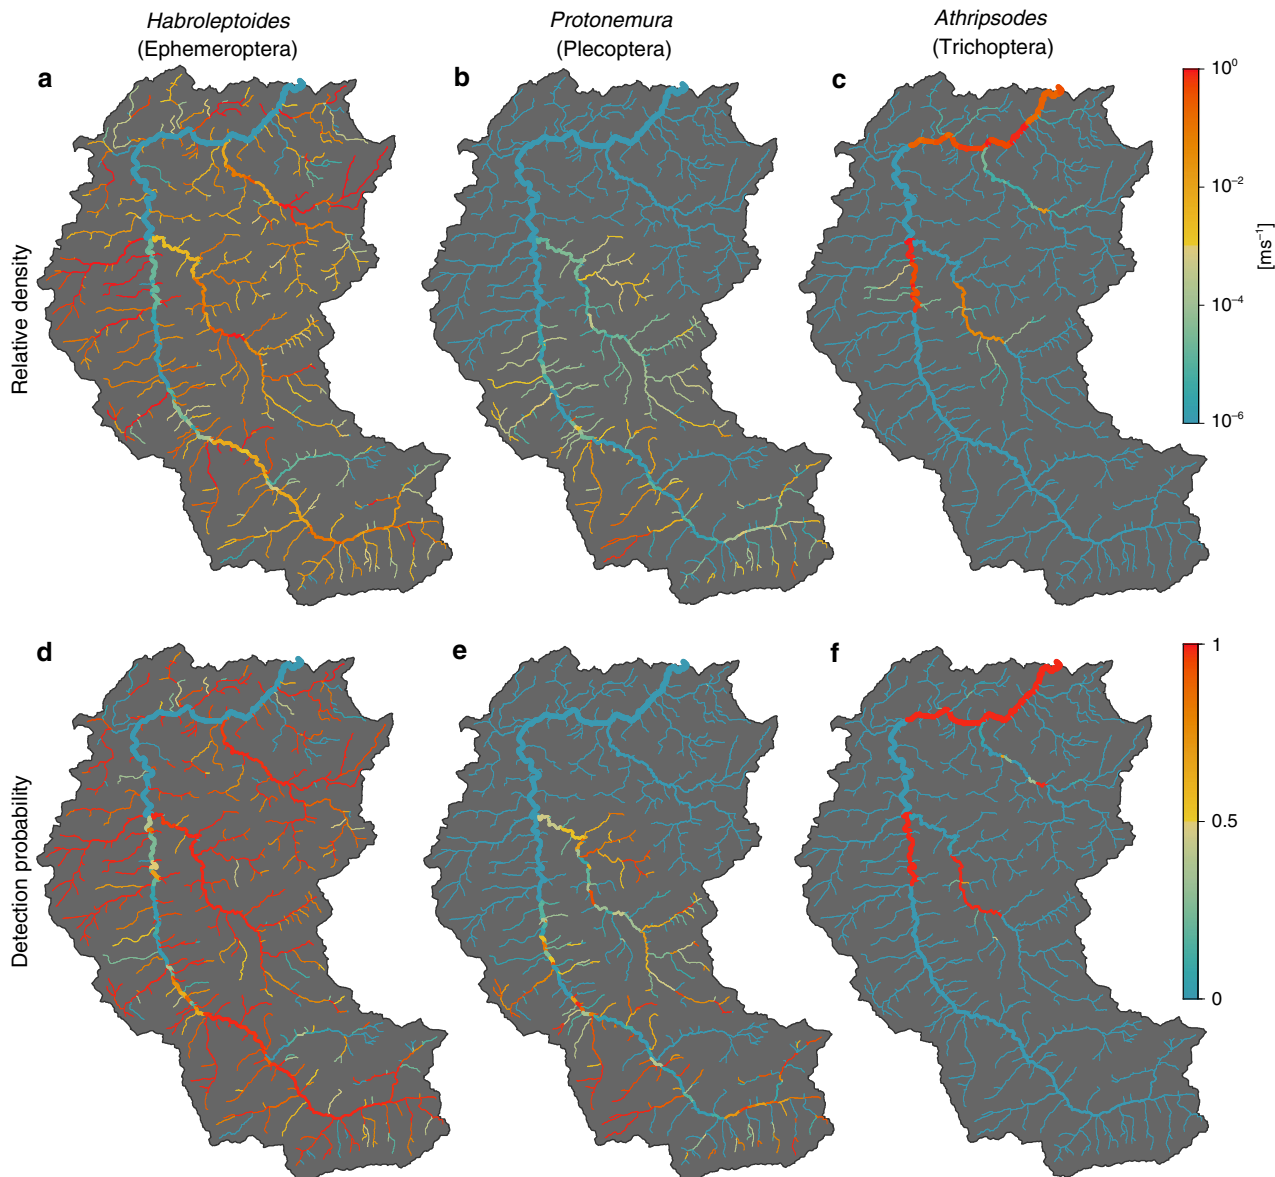 Habroleptoides
(Ephemeroptera)
Protonemura
(Plecoptera)
Athripsodes
(Trichoptera)
a
b
c
Relative density
10⁰
10⁻²
10⁻⁴
10⁻⁶
[ms⁻¹]
d
e
f
Detection probability
1
0.5
0